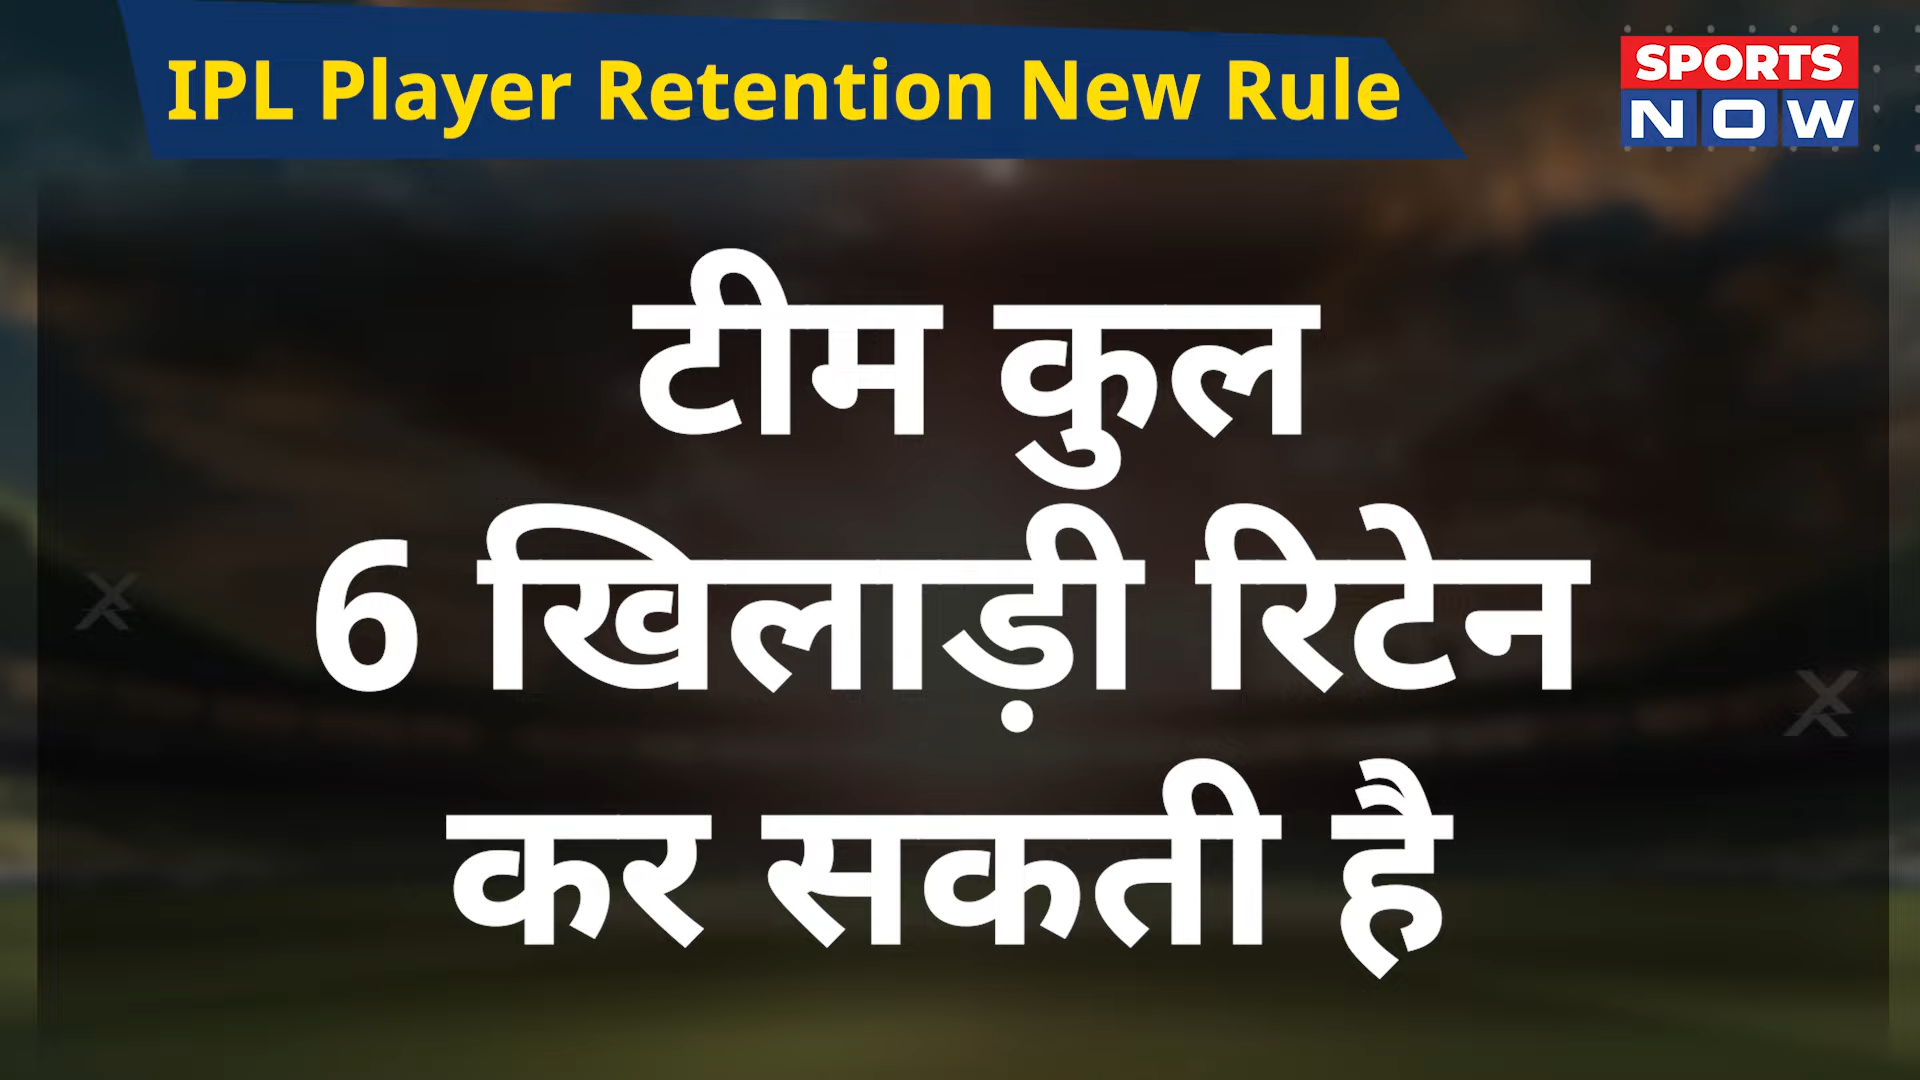 IPL Player Retention New Rule
SPORTS
NOW
टीम कुल
6 खिलाड़ी रिटेन
कर सकती है